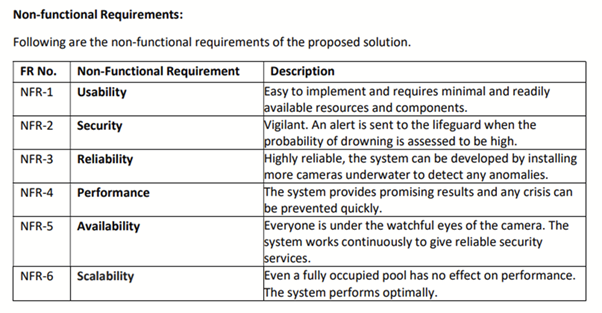 Non-functional Requirements:
Following are the non-functional requirements of the proposed solution.
FR No. Non-Functional Requirement Description
NFR-1 Usability Easy to implement and requires minimal and readily
available resources and components.
NFR-2 Security Vigilant. An alert is sent to the lifeguard when the
probability of drowning is assessed to be high.
NFR-3 Reliability Highly reliable, the system can be developed by installing
more cameras underwater to detect any anomalies.
NFR-4 Performance The system provides promising results and any crisis can
be prevented quickly.
NFR-5 Availability Everyone is under the watchful eyes of the camera. The
system works continuously to give reliable security
services.
NFR-6 Scalability Even a fully occupied pool has no effect on performance.
The system performs optimally.